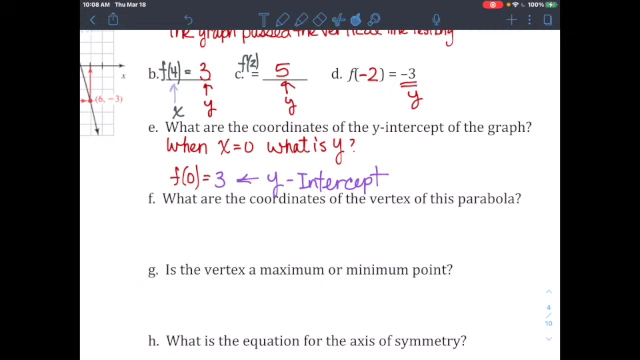 10:08 AM Thu Mar 18
The graph passed the vertical line
b. f(4) = 3 c. f(2) = 5 d. f(-2) = -3
x y y y
x
(6, -3)
e. What are the coordinates of the y-intercept of the graph?
When x=0 what is y?
f(0) = 3 ← y-Intercept
f. What are the coordinates of the vertex of this parabola?
g. Is the vertex a maximum or minimum point?
h. What is the equation for the axis of symmetry?
4
/
10